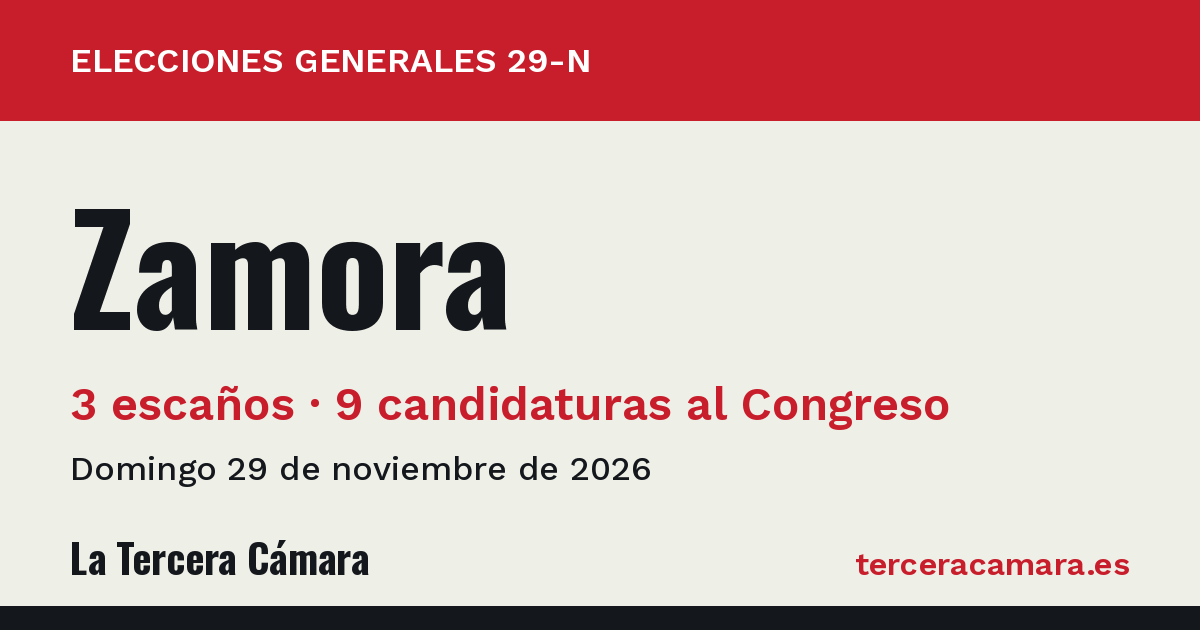 ELECCIONES GENERALES 29-N
Zamora
3 escaños · 9 candidaturas al Congreso
Domingo 29 de noviembre de 2026
La Tercera Cámara
terceracamara.es